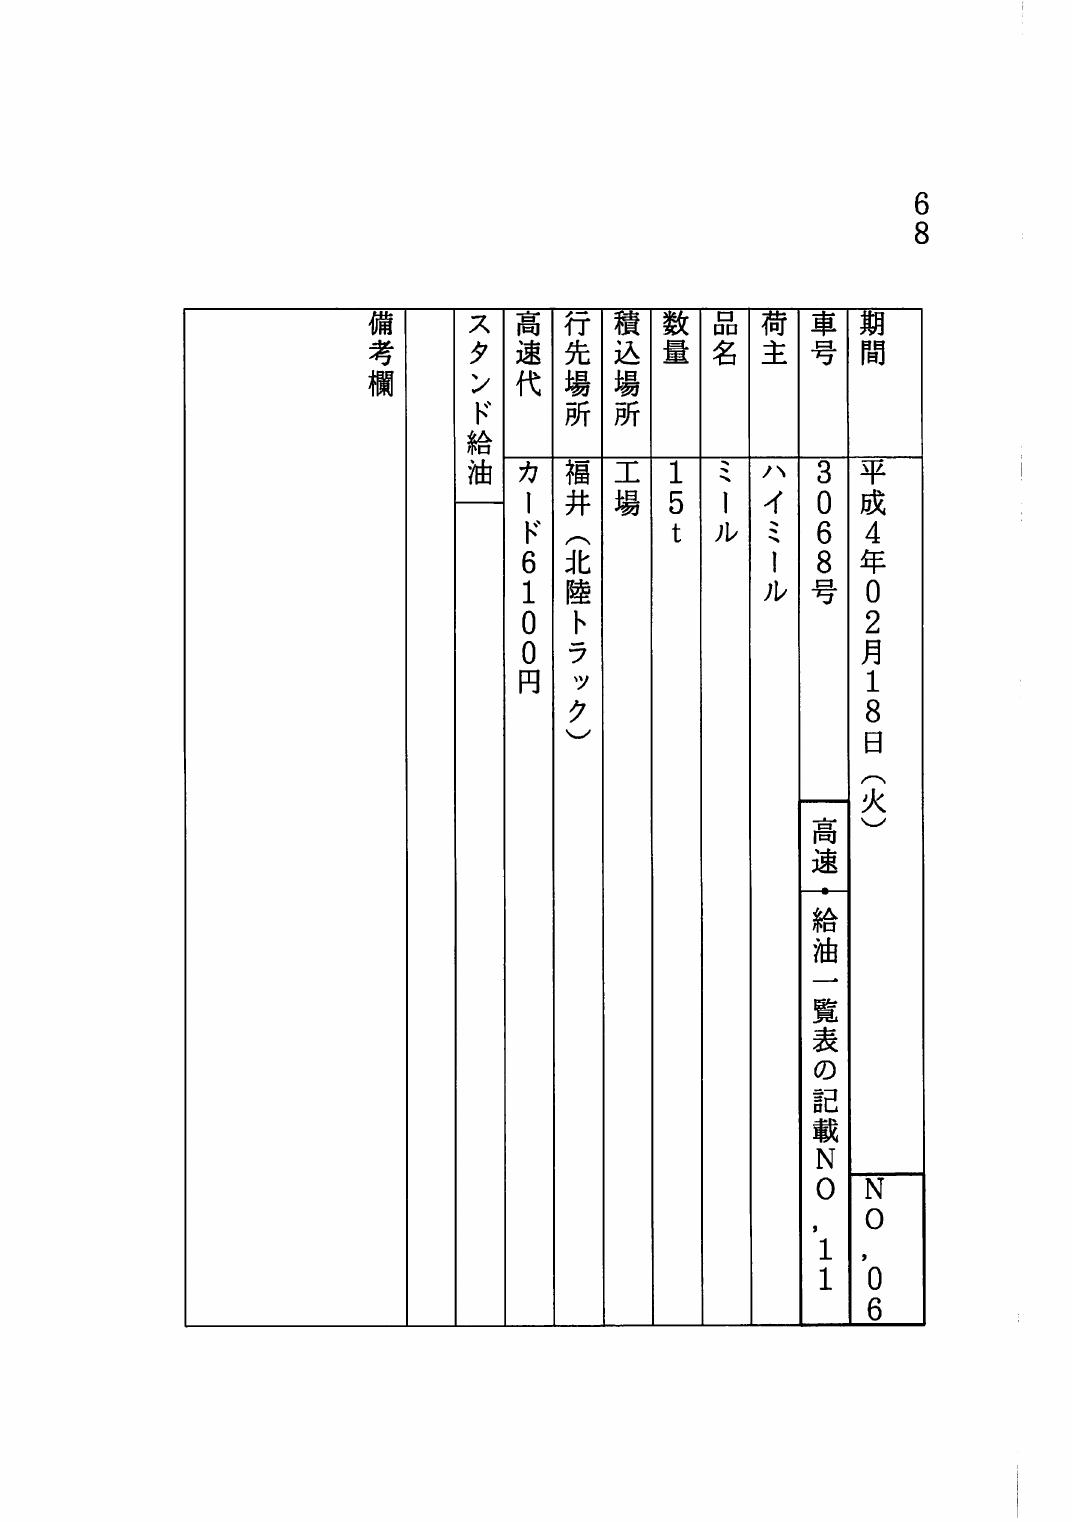 68
期間 平成4年02月18日(火) NO,06
車号 3068号 高速・給油一覧表の記載NO,11
荷主 ハイミール
品名 ミール
数量 15t
積込場所 工場
行先場所 福井(北陸トラック)
高速代 カード6100円
スタンド給油
備考欄